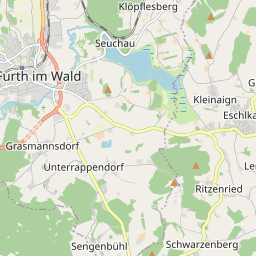 Klöpflesberg
Seuchau
Furth im Wald
Kleinaign
Eschlka
Grasmannsdorf
Unterrappendorf
Ritzenried
Sengenbühl
Schwarzenberg